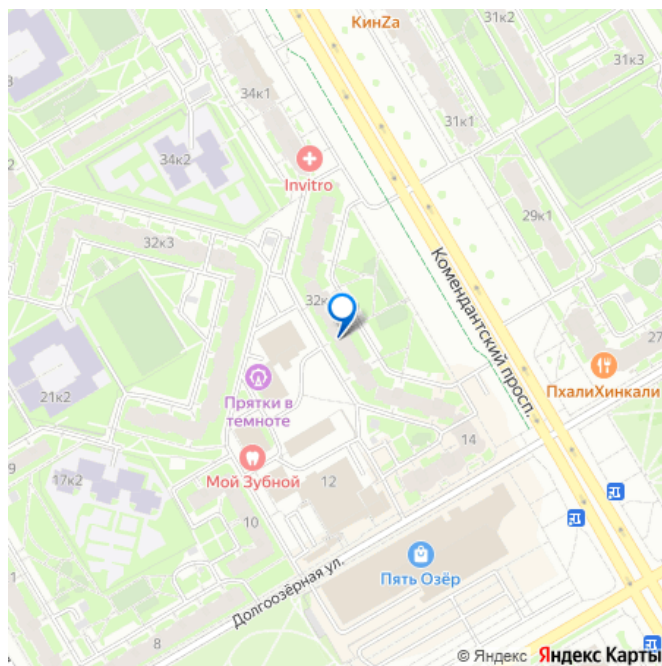 КинZa
31к2
31к3
34к1
31к1
34к2
Invitro
29к1
32к3
32к
Комендантский просп.
27
ПхалиХинкали
21к2
Прятки в
темноте
14
9
Мой Зубной
17к2
12
10
Пять Озёр
Долгоозёрная ул.
8
© Яндекс Яндекс Карты